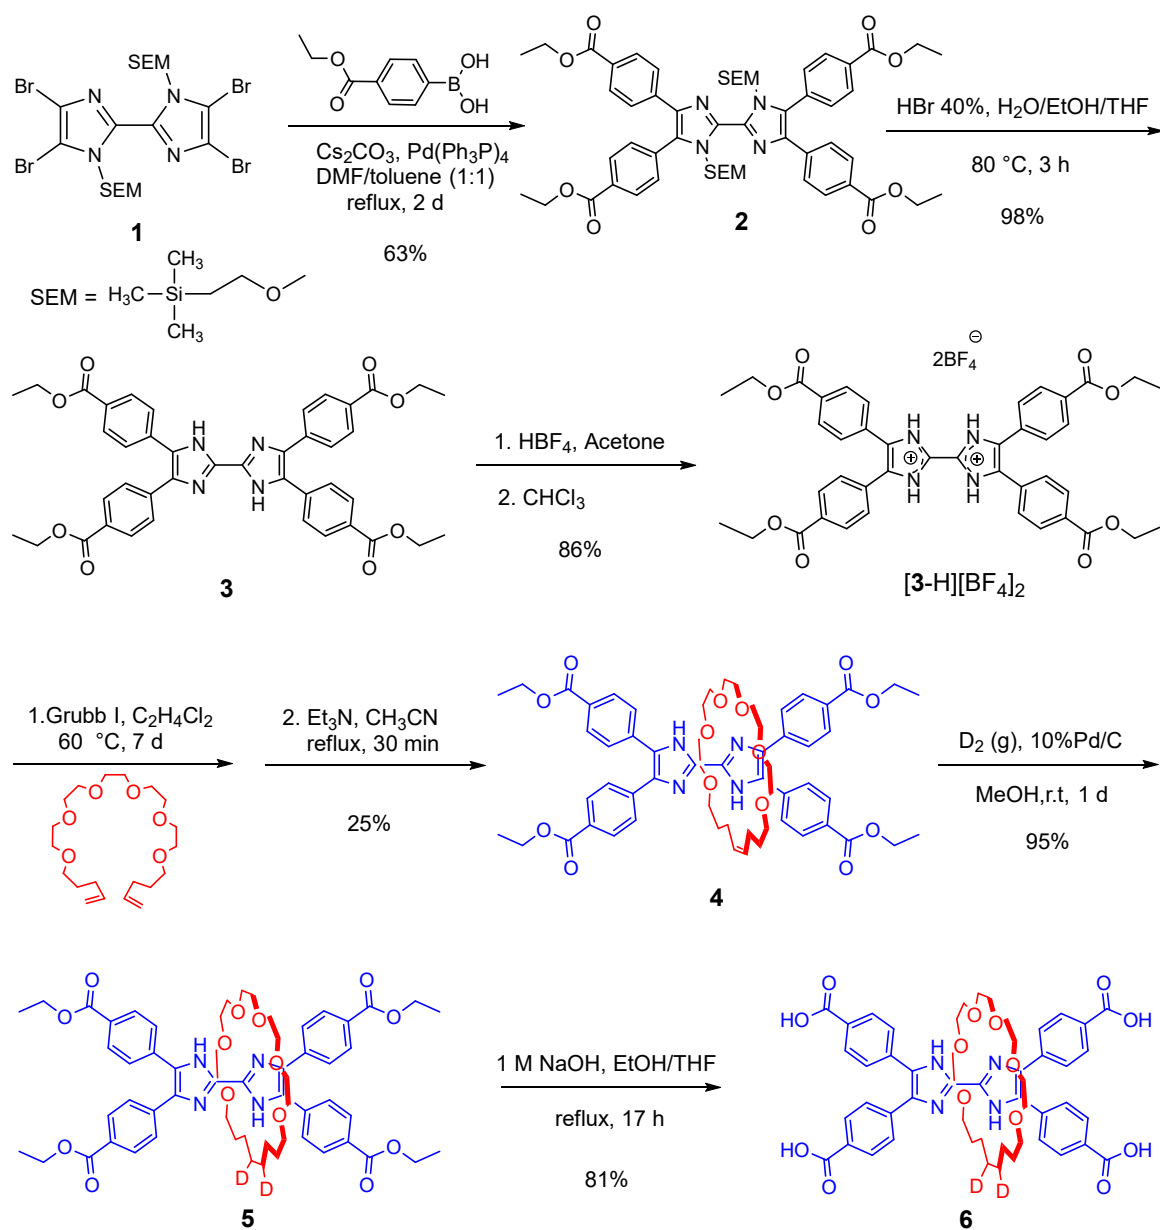 Br
Br
Br
Br
SEM
N
N
N
N
SEM
1
SEM =
CH3
H3C
Si
CH3
O
O
O
B
OH
OH
Cs2CO3, Pd(Ph3P)4
DMF/toluene (1:1)
reflux, 2 d
63%
O
O
O
O
SEM
N
N
N
N
SEM
O
O
O
O
2
HBr 40%, H2O/EtOH/THF
80 °C, 3 h
98%
O
O
O
O
H
N
N
N
N
H
O
O
O
O
3
1. HBF4, Acetone
2. CHCl3
86%
⊖
2BF4
O
O
O
O
H
N
H
N
+
+
N
H
N
H
O
O
O
O
[3-H][BF4]2
1.Grubb I, C2H4Cl2
60 °C, 7 d
O
O
O
O
O
O
2. Et3N, CH3CN
reflux, 30 min
25%
O
O
O
O
O
O
O
O
O
O
H
N
N
N
N
H
O
O
O
O
4
D2 (g), 10%Pd/C
MeOH,r.t, 1 d
95%
O
O
O
O
O
O
O
O
O
O
H
N
N
N
N
H
D
D
O
O
O
O
5
1 M NaOH, EtOH/THF
reflux, 17 h
81%
O
HO
O
OH
O
O
O
O
O
O
H
N
N
N
N
H
D
D
HO
O
OH
O
6